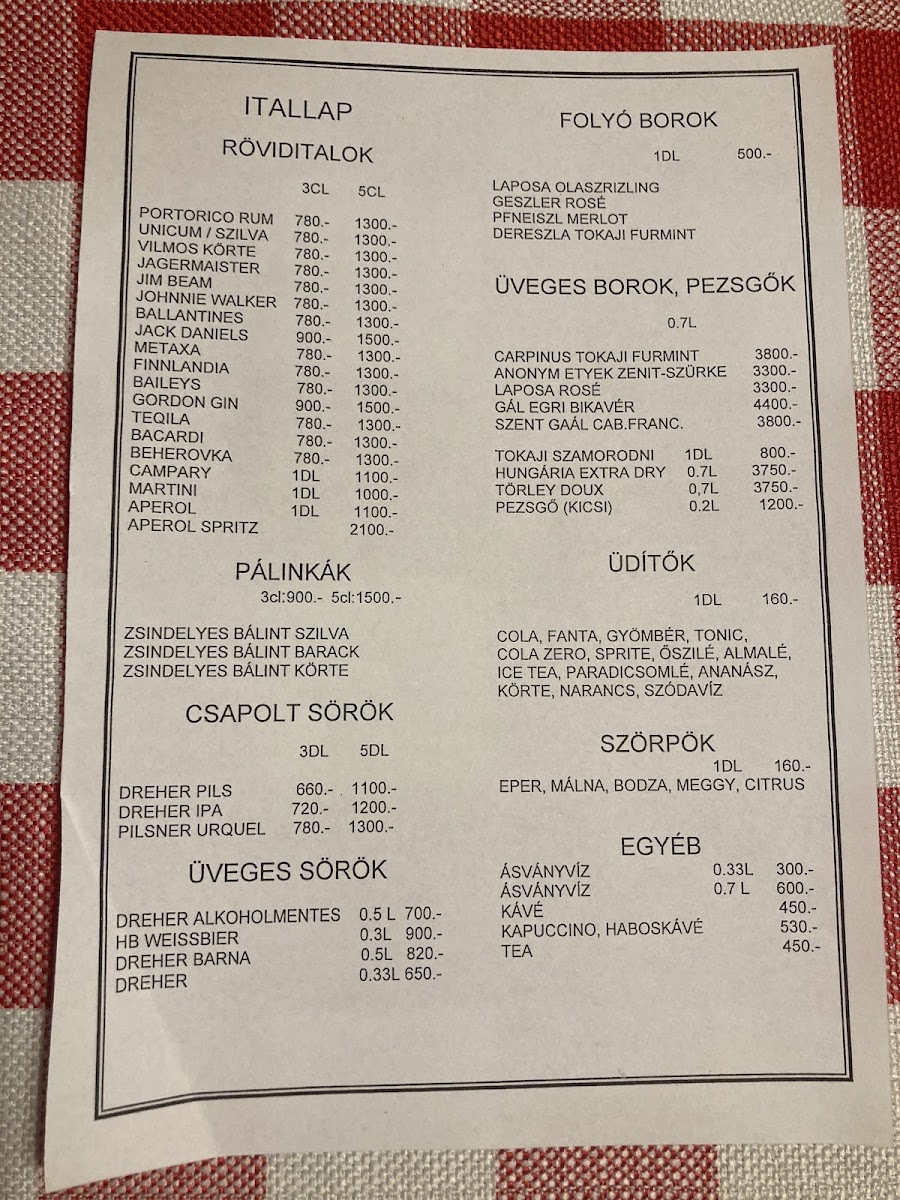 ITALLAP
RÖVIDITALOK
3CL 5CL
PORTORICO RUM 780.- 1300.-
UNICUM / SZILVA 780.- 1300.-
VILMOS KÖRTE 780.- 1300.-
JAGERMAISTER 780.- 1300.-
JIM BEAM 780.- 1300.-
JOHNNIE WALKER 780.- 1300.-
BALLANTINES 780.- 1300.-
JACK DANIELS 900.- 1500.-
METAXA 780.- 1300.-
FINNLANDIA 780.- 1300.-
BAILEYS 780.- 1300.-
GORDON GIN 900.- 1500.-
TEQILA 780.- 1300.-
BACARDI 780.- 1300.-
BEHEROVKA 780.- 1300.-
CAMPARY 1DL 1100.-
MARTINI 1DL 1000.-
APEROL 1DL 1100.-
APEROL SPRITZ 2100.-
PÁLINKÁK
3cl:900.- 5cl:1500.-
ZSINDELYES BÁLINT SZILVA
ZSINDELYES BÁLINT BARACK
ZSINDELYES BÁLINT KÖRTE
CSAPOLT SÖRÖK
3DL 5DL
DREHER PILS 660.- 1100.-
DREHER IPA 720.- 1200.-
PILSNER URQUEL 780.- 1300.-
ÜVEGES SÖRÖK
DREHER ALKOHOLMENTES 0.5 L 700.-
HB WEISSBIER 0.3L 900.-
DREHER BARNA 0.5L 820.-
DREHER 0.33L 650.-
FOLYÓ BOROK
1DL 500.-
LAPOSA OLASZRIZLING
GESZLER ROSÉ
PFNEISZL MERLOT
DERESZLA TOKAJI FURMINT
ÜVEGES BOROK, PEZSGŐK
0.7L
CARPINUS TOKAJI FURMINT 3800.-
ANONYM ETYEK ZENIT-SZÜRKE 3300.-
LAPOSA ROSÉ 3300.-
GÁL EGRI BIKAVÉR 4400.-
SZENT GAÁL CAB.FRANC. 3800.-
TOKAJI SZAMORODNI 1DL 800.-
HUNGÁRIA EXTRA DRY 0.7L 3750.-
TÖRLEY DOUX 0,7L 3750.-
PEZSGŐ (KICSI) 0.2L 1200.-
ÜDÍTŐK
1DL 160.-
COLA, FANTA, GYÖMBÉR, TONIC,
COLA ZERO, SPRITE, ŐSZILÉ, ALMALÉ,
ICE TEA, PARADICSOMLÉ, ANANÁSZ,
KÖRTE, NARANCS, SZÓDAVÍZ
SZÖRPÖK
1DL 160.-
EPER, MÁLNA, BODZA, MEGGY, CITRUS
EGYÉB
ÁSVÁNYVÍZ 0.33L 300.-
ÁSVÁNYVÍZ 0.7 L 600.-
KÁVÉ 450.-
KAPUCCINO, HABOSKÁVÉ 530.-
TEA 450.-